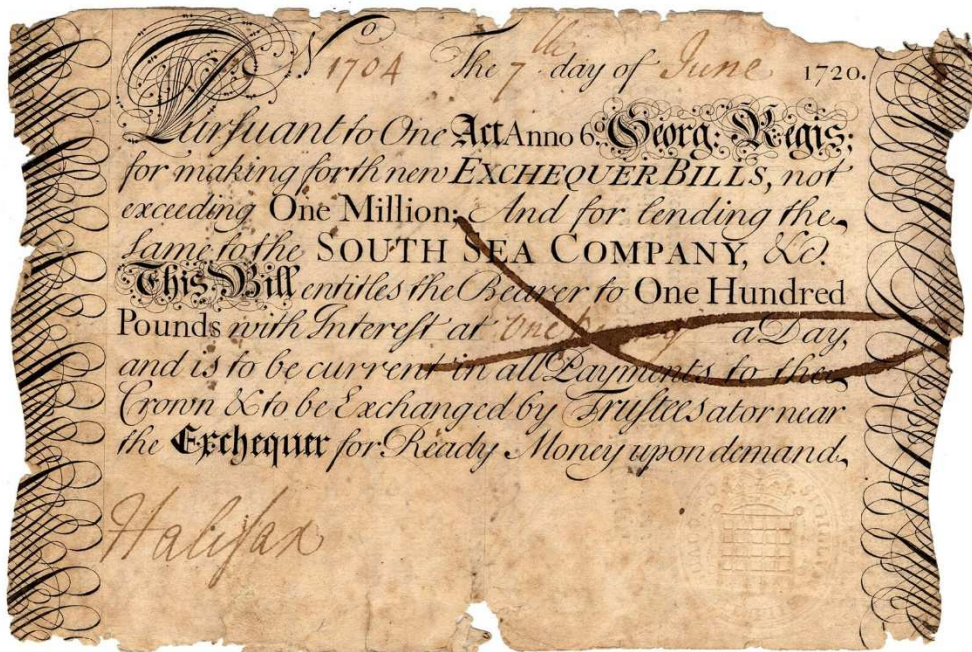 Nº 1704 The 7th day of June 1720.
Pursuant to One Act Anno 6º Georg: Regis;
for making forth new EXCHEQUER BILLS, not
exceeding One Million; And for lending the
same to the SOUTH SEA COMPANY, &c.
This Bill entitles the Bearer to One Hundred
Pounds with Interest at One Penny a Day,
and is to be current in all Payments to the
Crown & to be Exchanged by Trustees at or near
the Exchequer for Ready Money upon demand
Halifax